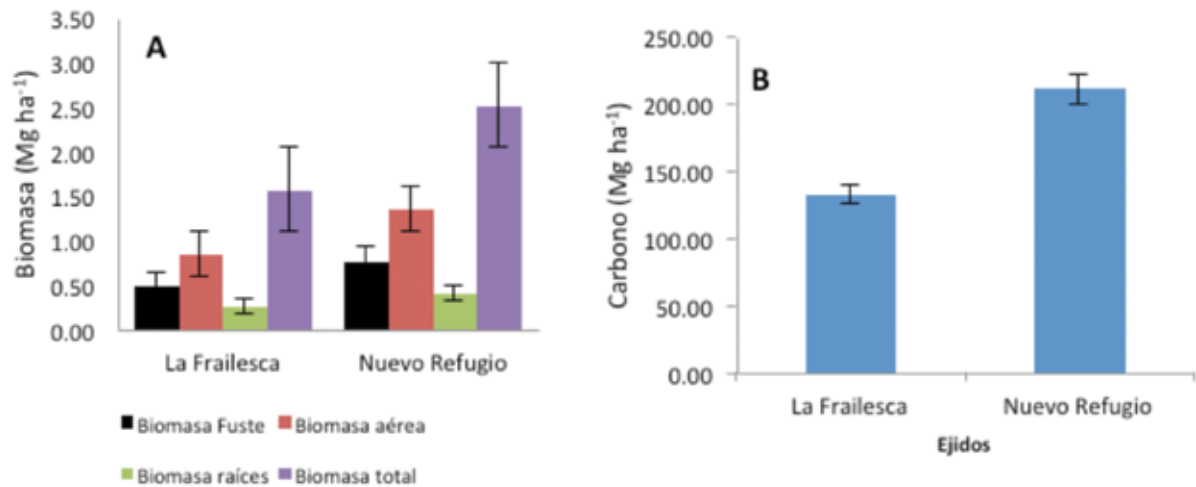 A
Biomasa (Mg ha⁻¹)
3.50
3.00
2.50
2.00
1.50
1.00
0.50
0.00
La Frailesca
Nuevo Refugio
Biomasa Fuste
Biomasa aérea
Biomasa raíces
Biomasa total
B
Carbono (Mg ha⁻¹)
250.00
200.00
150.00
100.00
50.00
0.00
La Frailesca
Nuevo Refugio
Ejidos